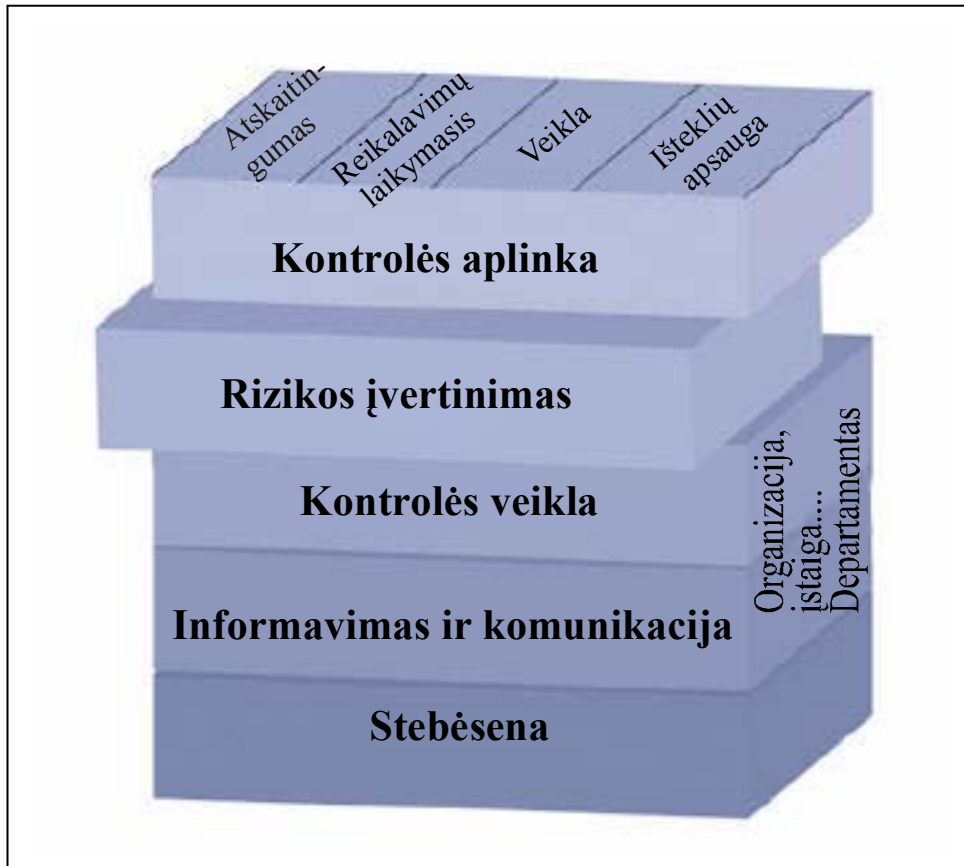 Atskaitin-
gumas
Reikalavimų
laikymasis
Veikla
Išteklių
apsauga
Kontrolės aplinka
Rizikos įvertinimas
Kontrolės veikla
Informavimas ir komunikacija
Stebėsena
Organizacija,
įstaiga....
Departamentas